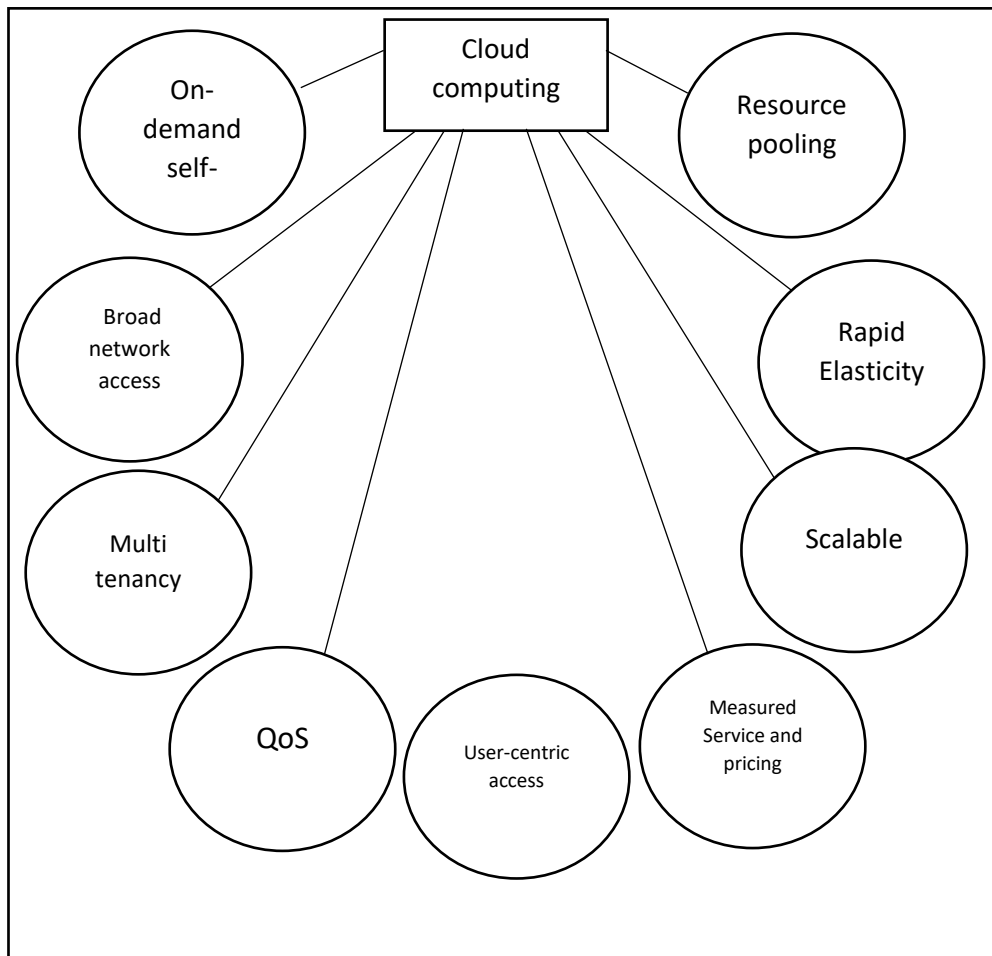 Cloud
computing
On-
demand
self-
Resource
pooling
Broad
network
access
Rapid
Elasticity
Multi
tenancy
Scalable
QoS
User-centric
access
Measured
Service and
pricing